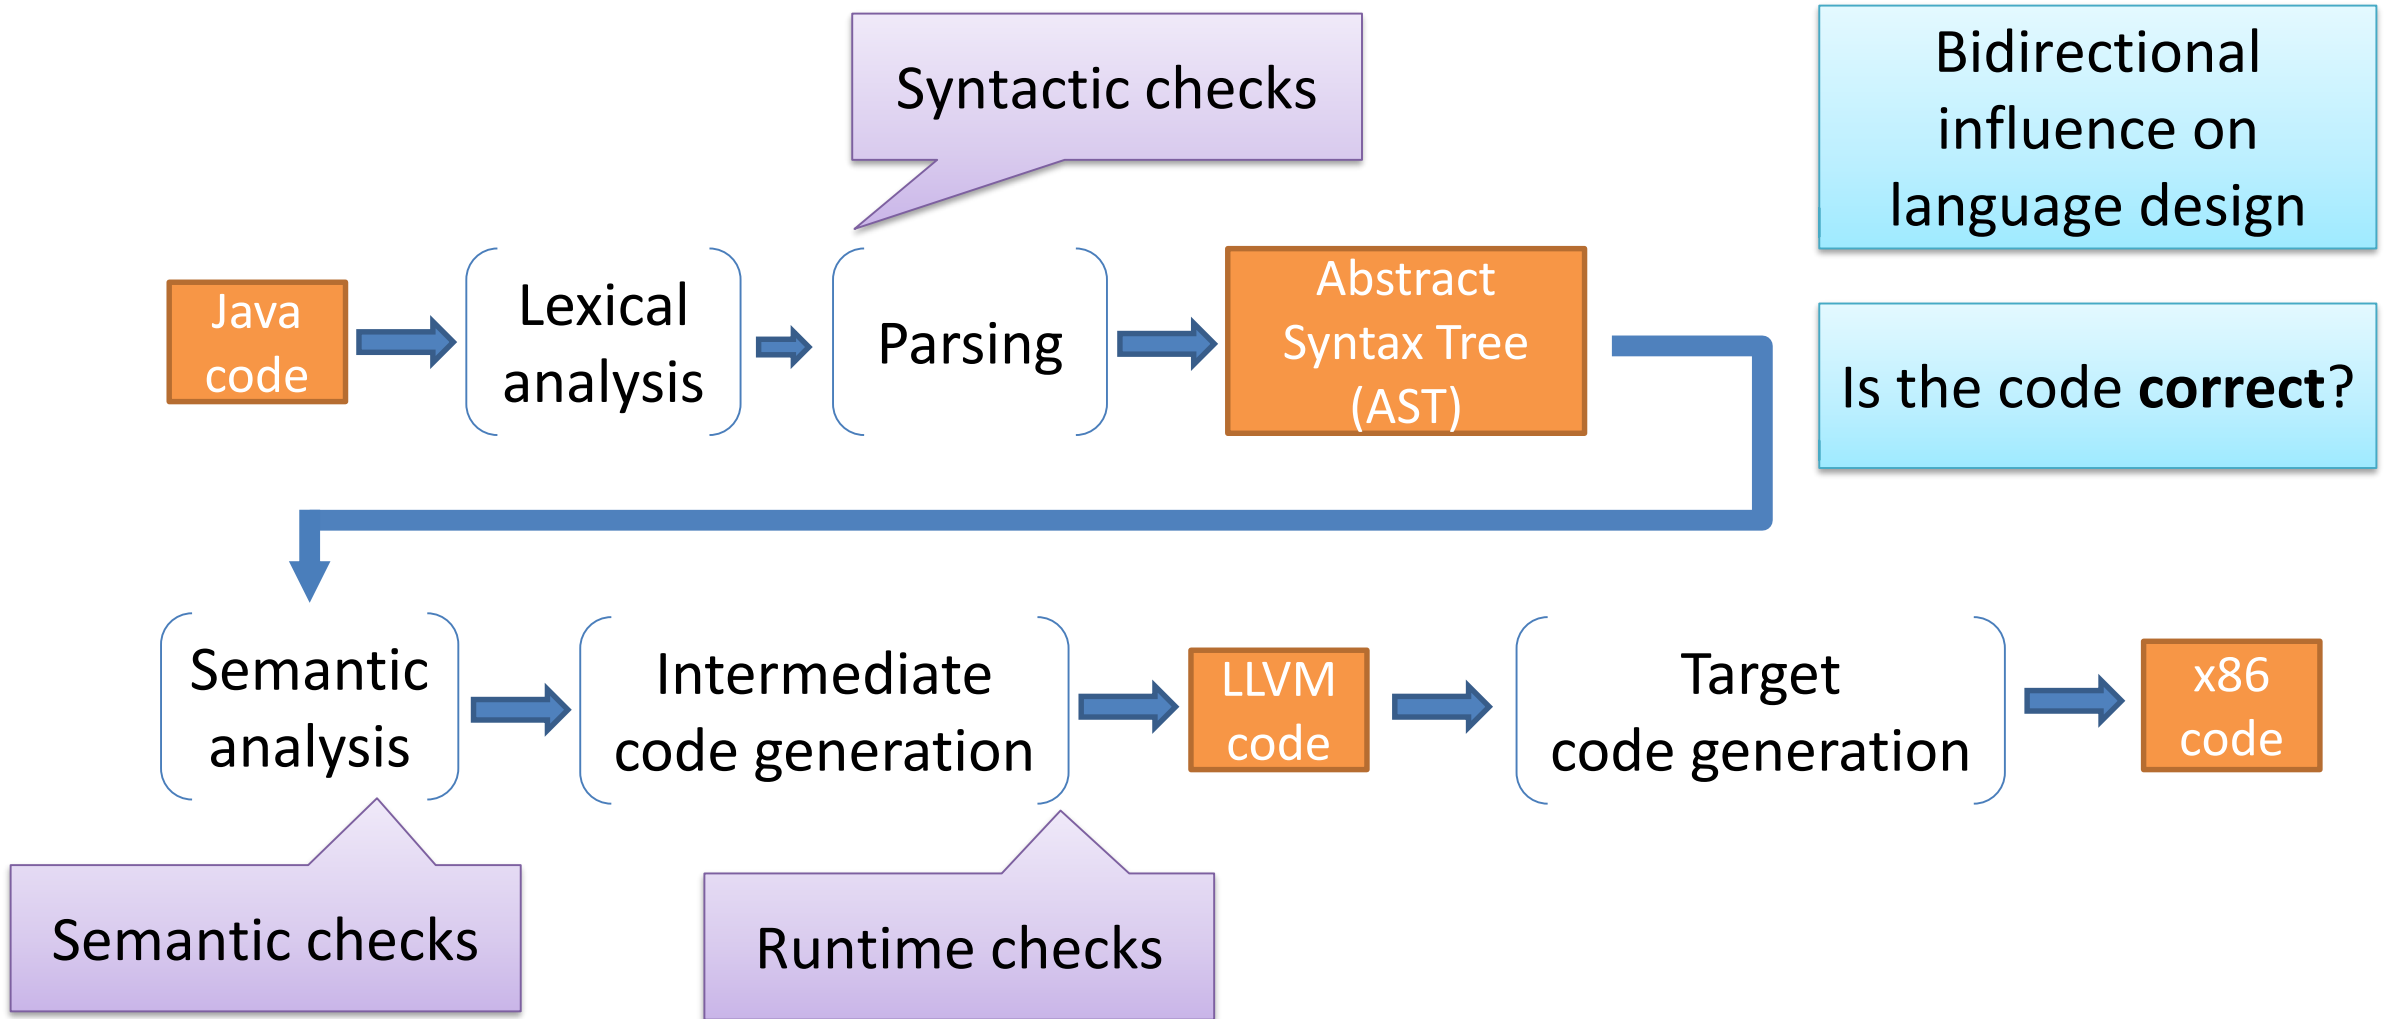 Syntactic checks
Bidirectional
influence on
language design
Java
code
Lexical
analysis
Parsing
Abstract
Syntax Tree
(AST)
Is the code correct?
Semantic
analysis
Intermediate
code generation
LLVM
code
Target
code generation
x86
code
Semantic checks
Runtime checks